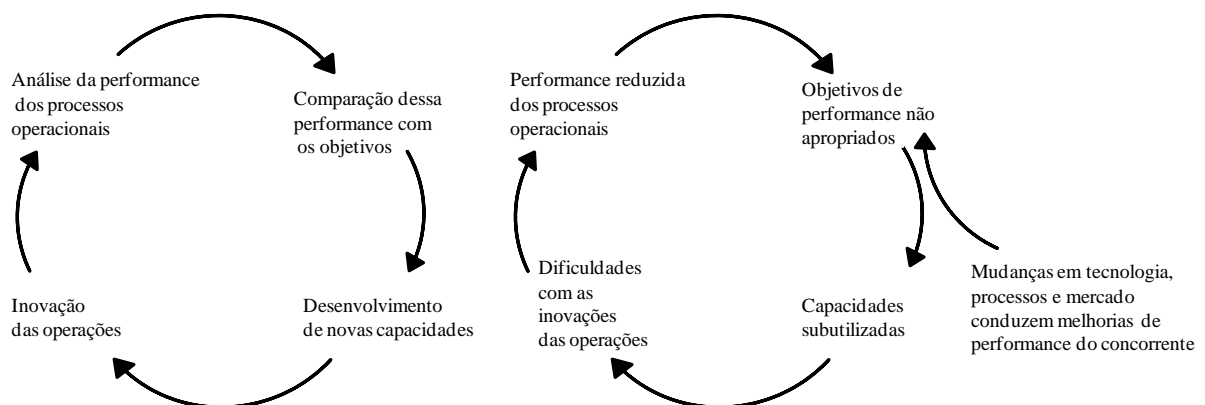 Análise da performance
dos processos
operacionais
Comparação dessa
performance com
os objetivos
Desenvolvimento
de novas capacidades
Inovação
das operações
Performance reduzida
dos processos
operacionais
Objetivos de
performance não
apropriados
Capacidades
subutilizadas
Dificuldades
com as
inovações
das operações
Mudanças em tecnologia,
processos e mercado
conduzem melhorias de
performance do concorrente